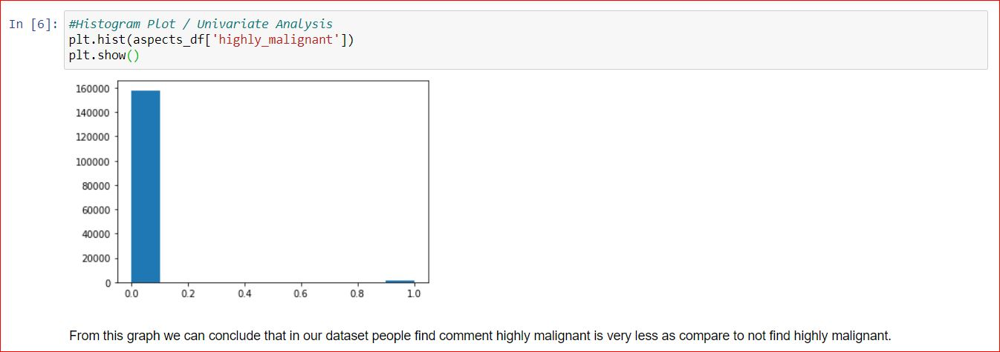 In [6]: #Histogram Plot / Univariate Analysis
plt.hist(aspects_df['highly_malignant'])
plt.show()
160000
140000
120000
100000
80000
60000
40000
20000
0
0.0 0.2 0.4 0.6 0.8 1.0
From this graph we can conclude that in our dataset people find comment highly malignant is very less as compare to not find highly malignant.